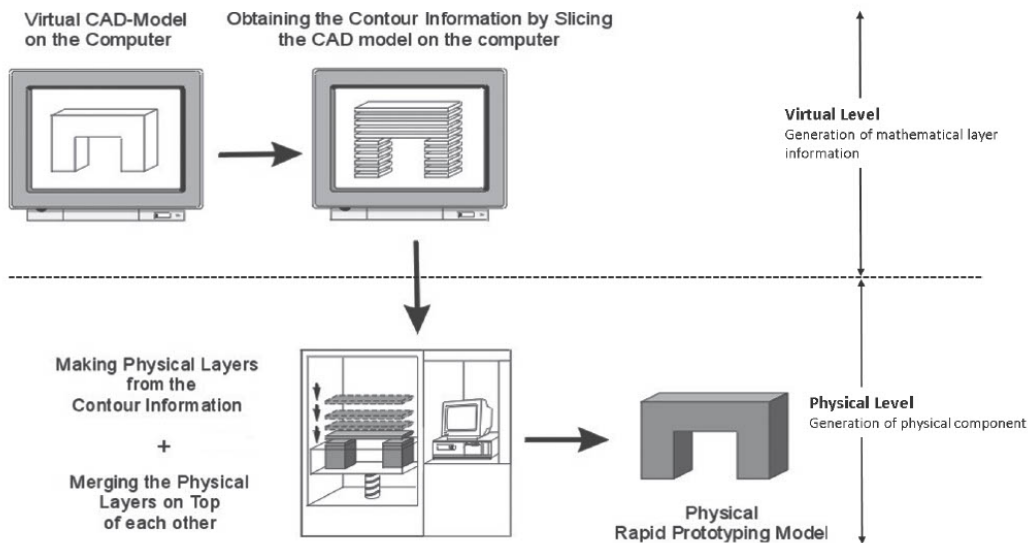 Virtual CAD-Model
on the Computer
Obtaining the Contour Information by Slicing
the CAD model on the computer
Virtual Level
Generation of mathematical layer
information
Making Physical Layers
from the
Contour Information
+
Merging the Physical
Layers on Top
of each other
Physical
Rapid Prototyping Model
Physical Level
Generation of physical component